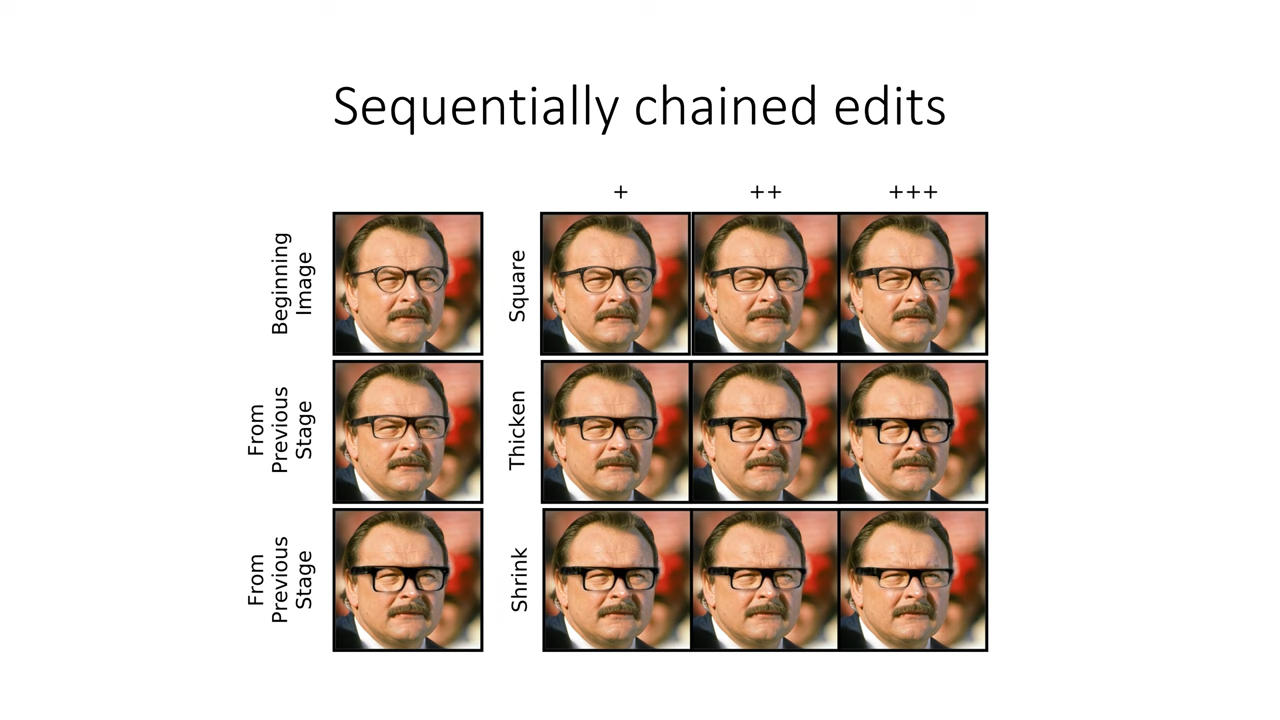 Sequentially chained edits
+ ++ +++
Beginning
Image
Square
From
Previous
Stage
Thicken
From
Previous
Stage
Shrink